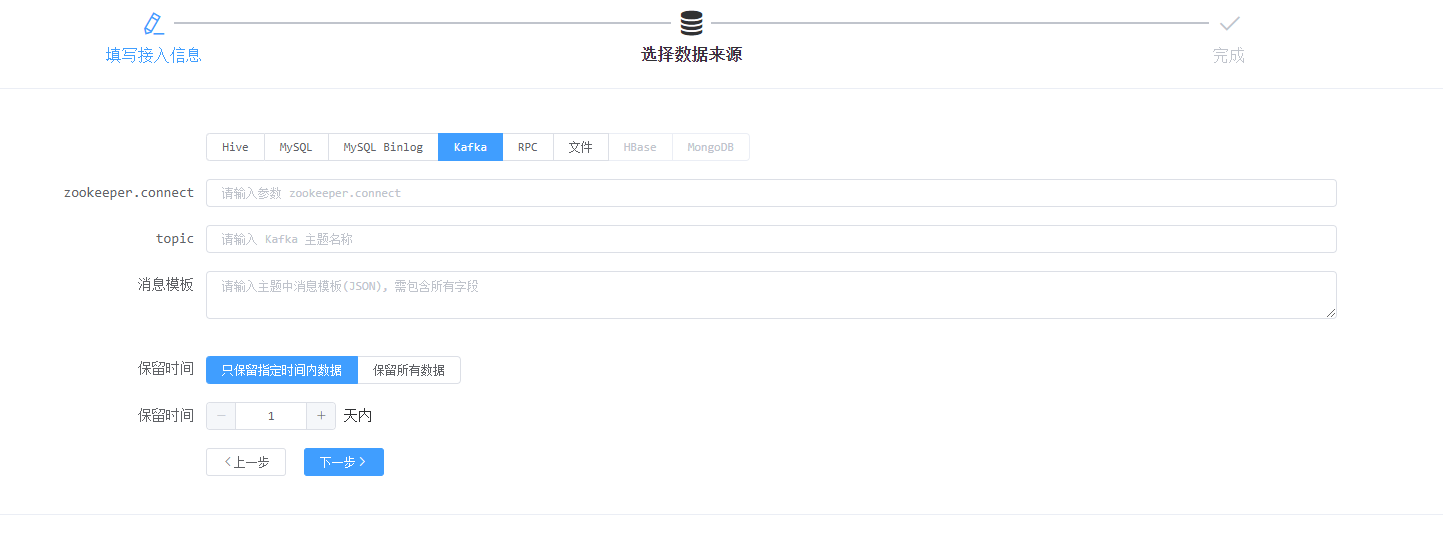 填写接入信息 选择数据来源 完成
Hive MySQL MySQL Binlog Kafka RPC 文件 HBase MongoDB
zookeeper.connect 请输入参数 zookeeper.connect
topic 请输入 Kafka 主题名称
消息模板 请输入主题中消息模板(JSON), 需包含所有字段
保留时间 只保留指定时间内数据 保留所有数据
保留时间 − 1 + 天内
<上一步 下一步>